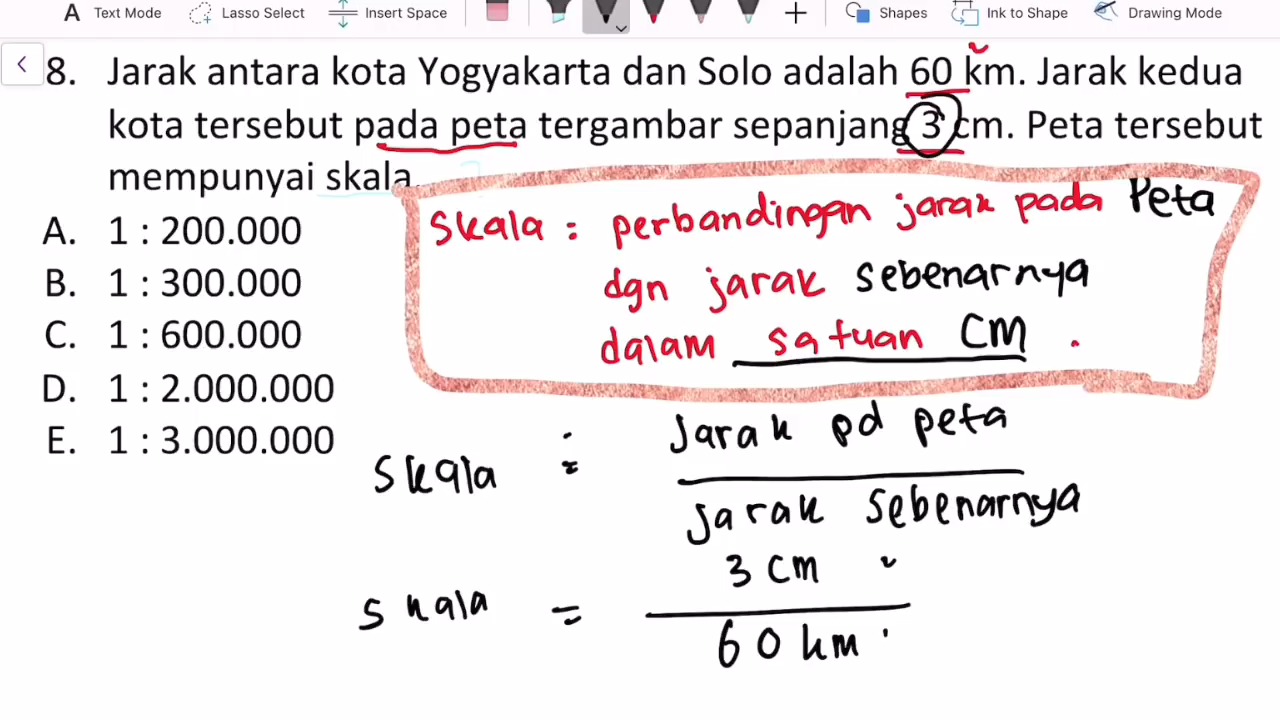 Text Mode Lasso Select Insert Space Shapes Ink to Shape Drawing Mode
8. Jarak antara kota Yogyakarta dan Solo adalah 60 km. Jarak kedua
kota tersebut pada peta tergambar sepanjang 3 cm. Peta tersebut
mempunyai skala
A. 1 : 200.000
B. 1 : 300.000
C. 1 : 600.000
D. 1 : 2.000.000
E. 1 : 3.000.000
Skala = perbandingan jarak pada Peta
dgn jarak sebenarnya
dalam satuan CM .
Skala = jarak pd peta
jarak sebenarnya
skala = 3 cm
60 km